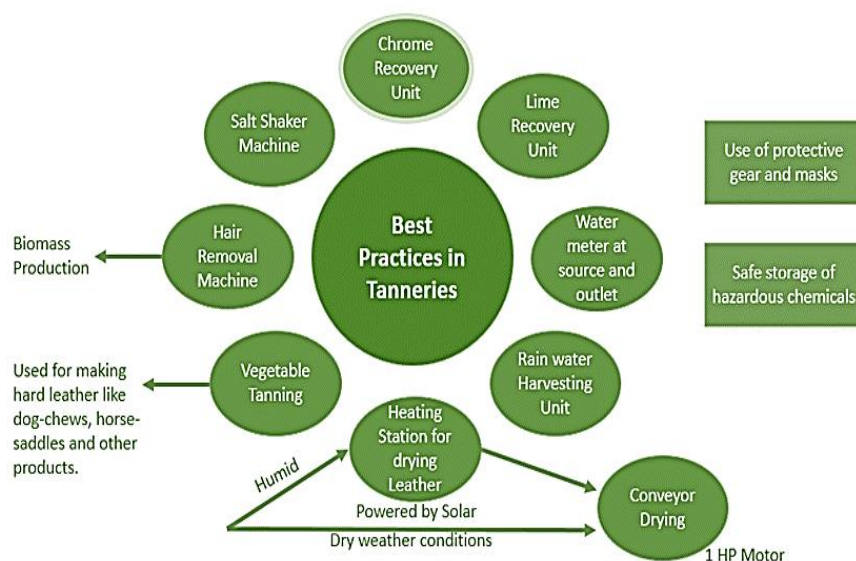 Chrome
Recovery
Unit
Salt Shaker
Machine
Lime
Recovery
Unit
Use of protective
gear and masks
Best
Practices in
Tanneries
Biomass
Production
Hair
Removal
Machine
Water
meter at
source and
outlet
Safe storage of
hazardous chemicals
Used for making
hard leather like
dog-chews, horse-
saddles and other
products.
Vegetable
Tanning
Rain water
Harvesting
Unit
Heating
Station for
drying
Leather
Humid
Powered by Solar
Dry weather conditions
Conveyor
Drying
1 HP Motor